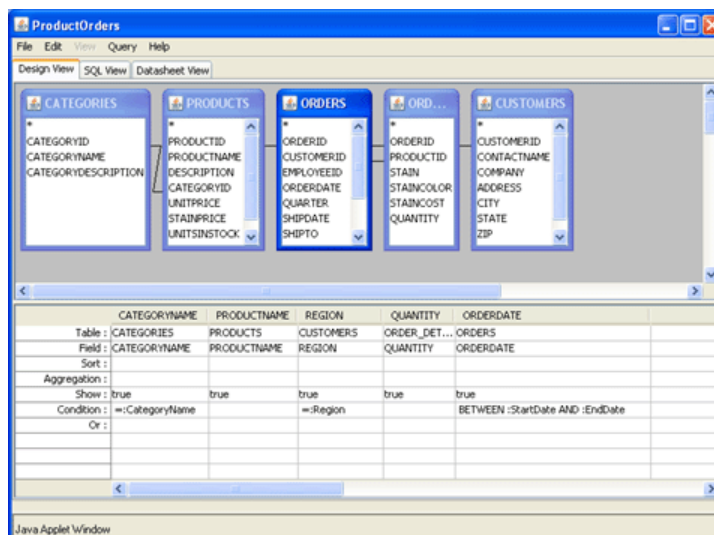 ProductOrders
File Edit View Query Help
Design View SQL View Datasheet View
CATEGORIES
*
CATEGORYID
CATEGORYNAME
CATEGORYDESCRIPTION
PRODUCTS
*
PRODUCTID
PRODUCTNAME
DESCRIPTION
CATEGORYID
UNITPRICE
STAINPRICE
UNITSINSTOCK
ORDERS
*
ORDERID
CUSTOMERID
EMPLOYEEID
ORDERDATE
QUARTER
SHIPDATE
SHIPTO
ORD...
*
ORDERID
PRODUCTID
STAIN
STAINCOLOR
STAINCOST
QUANTITY
CUSTOMERS
*
CUSTOMERID
CONTACTNAME
COMPANY
ADDRESS
CITY
STATE
ZIP
CATEGORYNAME PRODUCTNAME REGION QUANTITY ORDERDATE
Table : CATEGORIES PRODUCTS CUSTOMERS ORDER_DET... ORDERS
Field : CATEGORYNAME PRODUCTNAME REGION QUANTITY ORDERDATE
Sort :
Aggregation :
Show : true true true true true
Condition : =:CategoryName =:Region BETWEEN :StartDate AND :EndDate
Or :
Java Applet Window